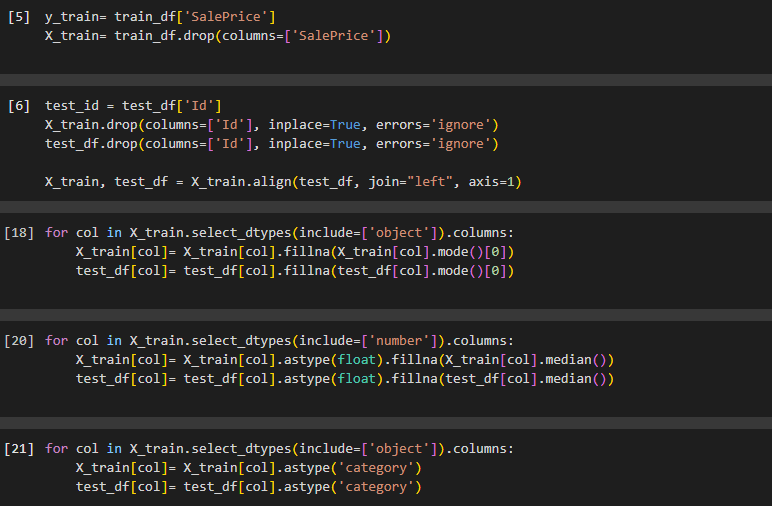 [5] y_train= train_df['SalePrice']
X_train= train_df.drop(columns=['SalePrice'])
[6] test_id = test_df['Id']
X_train.drop(columns=['Id'], inplace=True, errors='ignore')
test_df.drop(columns=['Id'], inplace=True, errors='ignore')
X_train, test_df = X_train.align(test_df, join="left", axis=1)
[18] for col in X_train.select_dtypes(include=['object']).columns:
X_train[col]= X_train[col].fillna(X_train[col].mode()[0])
test_df[col]= test_df[col].fillna(test_df[col].mode()[0])
[20] for col in X_train.select_dtypes(include=['number']).columns:
X_train[col]= X_train[col].astype(float).fillna(X_train[col].median())
test_df[col]= test_df[col].astype(float).fillna(test_df[col].median())
[21] for col in X_train.select_dtypes(include=['object']).columns:
X_train[col]= X_train[col].astype('category')
test_df[col]= test_df[col].astype('category')